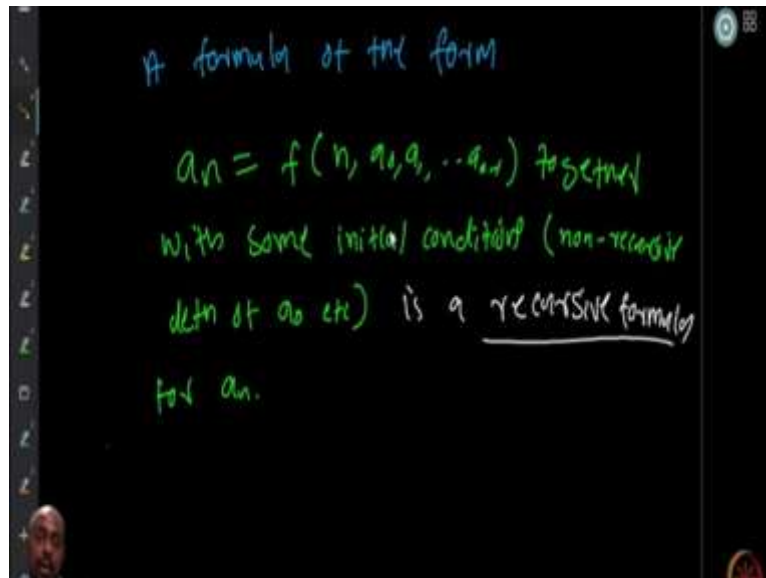 A formula of the form
an = f(n, a0, a1, ... an-1) together
with some initial conditions (non-recursive
defn of a0 etc) is a recursive formula
for an.